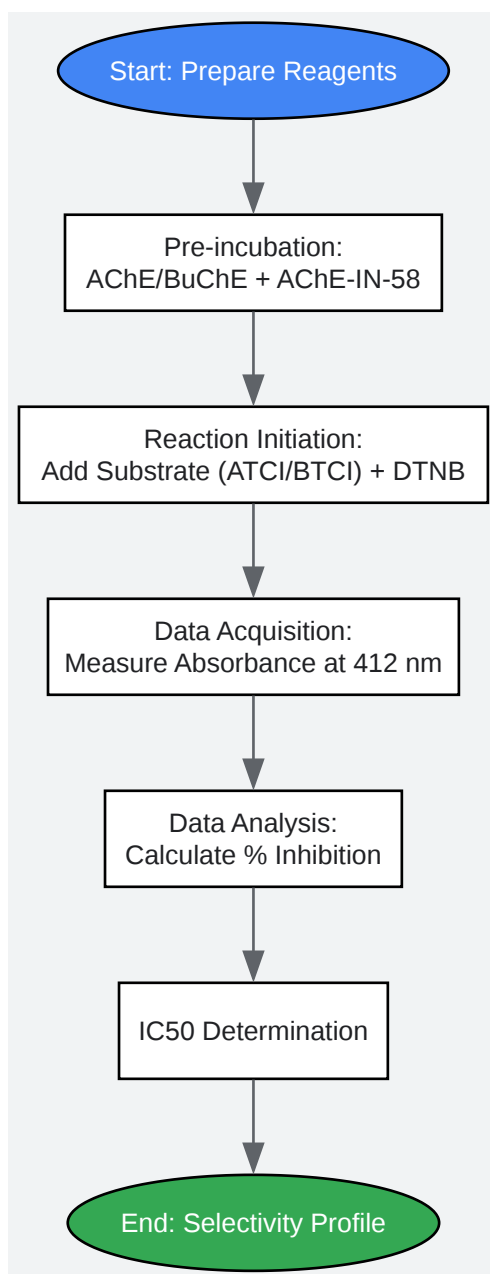 Start: Prepare Reagents
Pre-incubation:
AChE/BuChE + AChE-IN-58
Reaction Initiation:
Add Substrate (ATCI/BTCI) + DTNB
Data Acquisition:
Measure Absorbance at 412 nm
Data Analysis:
Calculate % Inhibition
IC50 Determination
End: Selectivity Profile